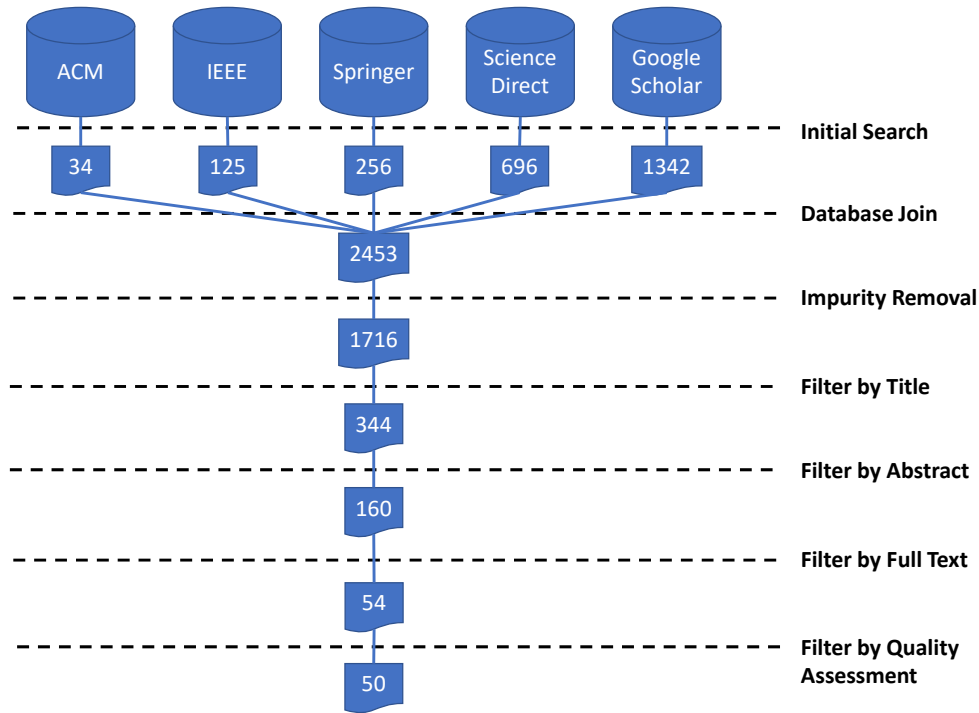 ACM
IEEE
Springer
Science
Direct
Google
Scholar
Initial Search
34
125
256
696
1342
Database Join
2453
Impurity Removal
1716
Filter by Title
344
Filter by Abstract
160
Filter by Full Text
54
Filter by Quality
Assessment
50